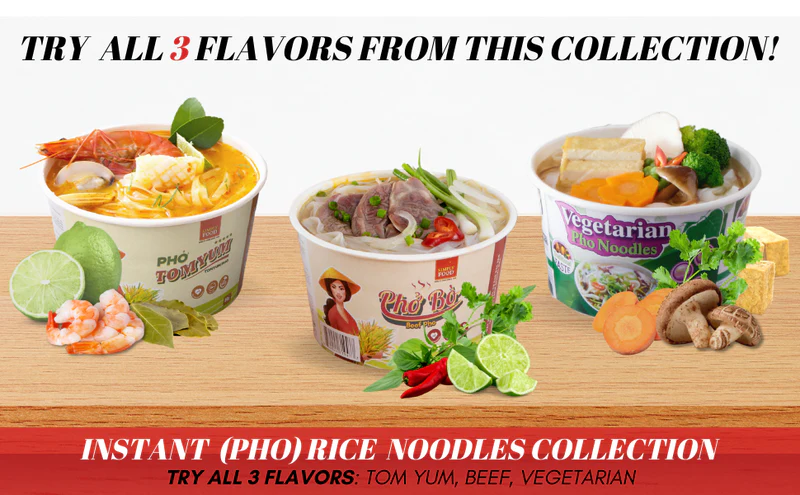 TRY ALL 3 FLAVORS FROM THIS COLLECTION!
PHỞ
TOMYUM
FOOD
Phở Bò
Beef Pho
Vegetarian
Pho Noodles
INSTANT (PHO) RICE NOODLES COLLECTION
TRY ALL 3 FLAVORS: TOM YUM, BEEF, VEGETARIAN